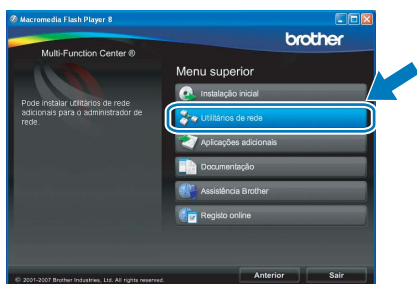 Macromedia Flash Player 8
brother
Multi-Function Center ®
Menu superior
Instalação inicial
Pode instalar utilitários de rede
adicionais para o administrador de
rede.
Utilitários de rede
Aplicações adicionais
Documentação
Assistência Brother
Registo online
© 2001-2007 Brother Industries, Ltd. All rights reserved.
Anterior
Sair